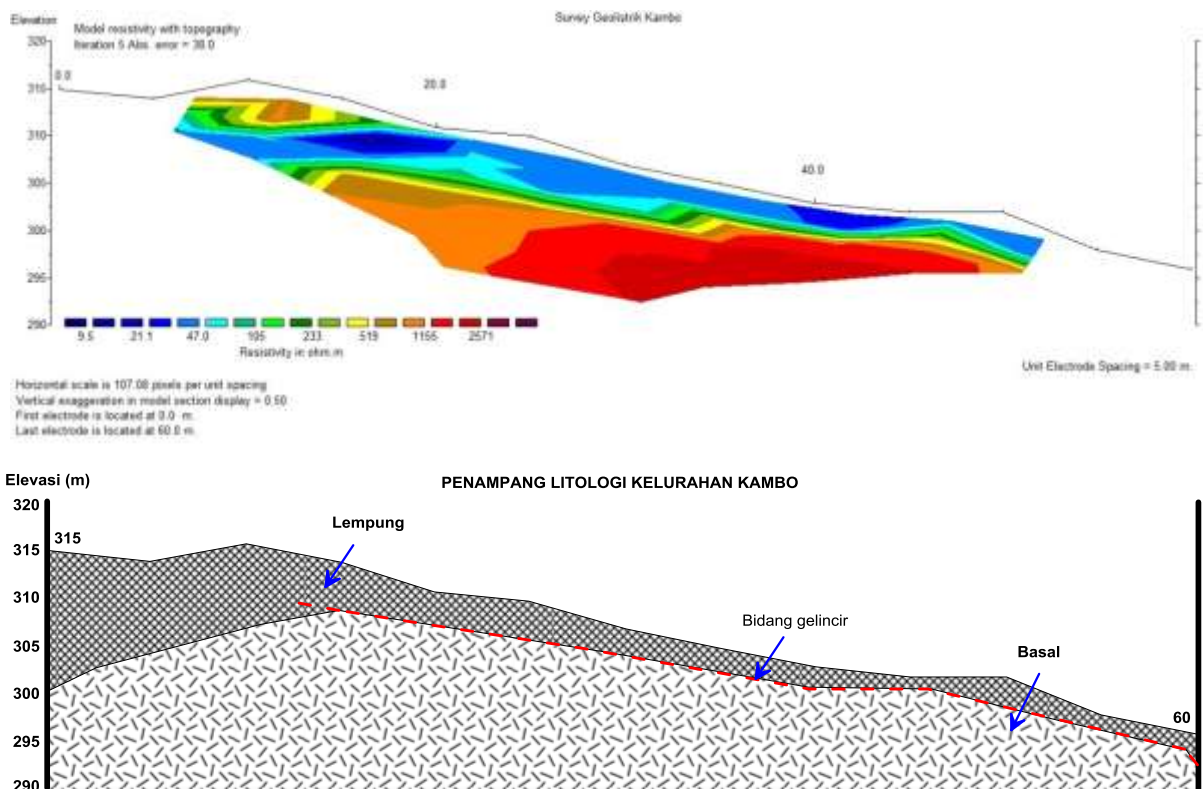 Survey Geolistrik Kambo
Elevation
Model resistivity with topography
Iteration 5 Abs. error = 38.0
320
315
310
305
300
295
290
0.0
20.0
40.0
9.5 21.1 47.0 105 233 519 1155 2571
Resistivity in ohm.m
Unit Electrode Spacing = 5.00 m.
Horizontal scale is 107.08 pixels per unit spacing
Vertical exaggeration in model section display = 0.50
First electrode is located at 0.0 m.
Last electrode is located at 60.0 m.
Elevasi (m)
PENAMPANG LITOLOGI KELURAHAN KAMBO
320
315
310
305
300
295
290
315
Lempung
Bidang gelincir
Basal
60